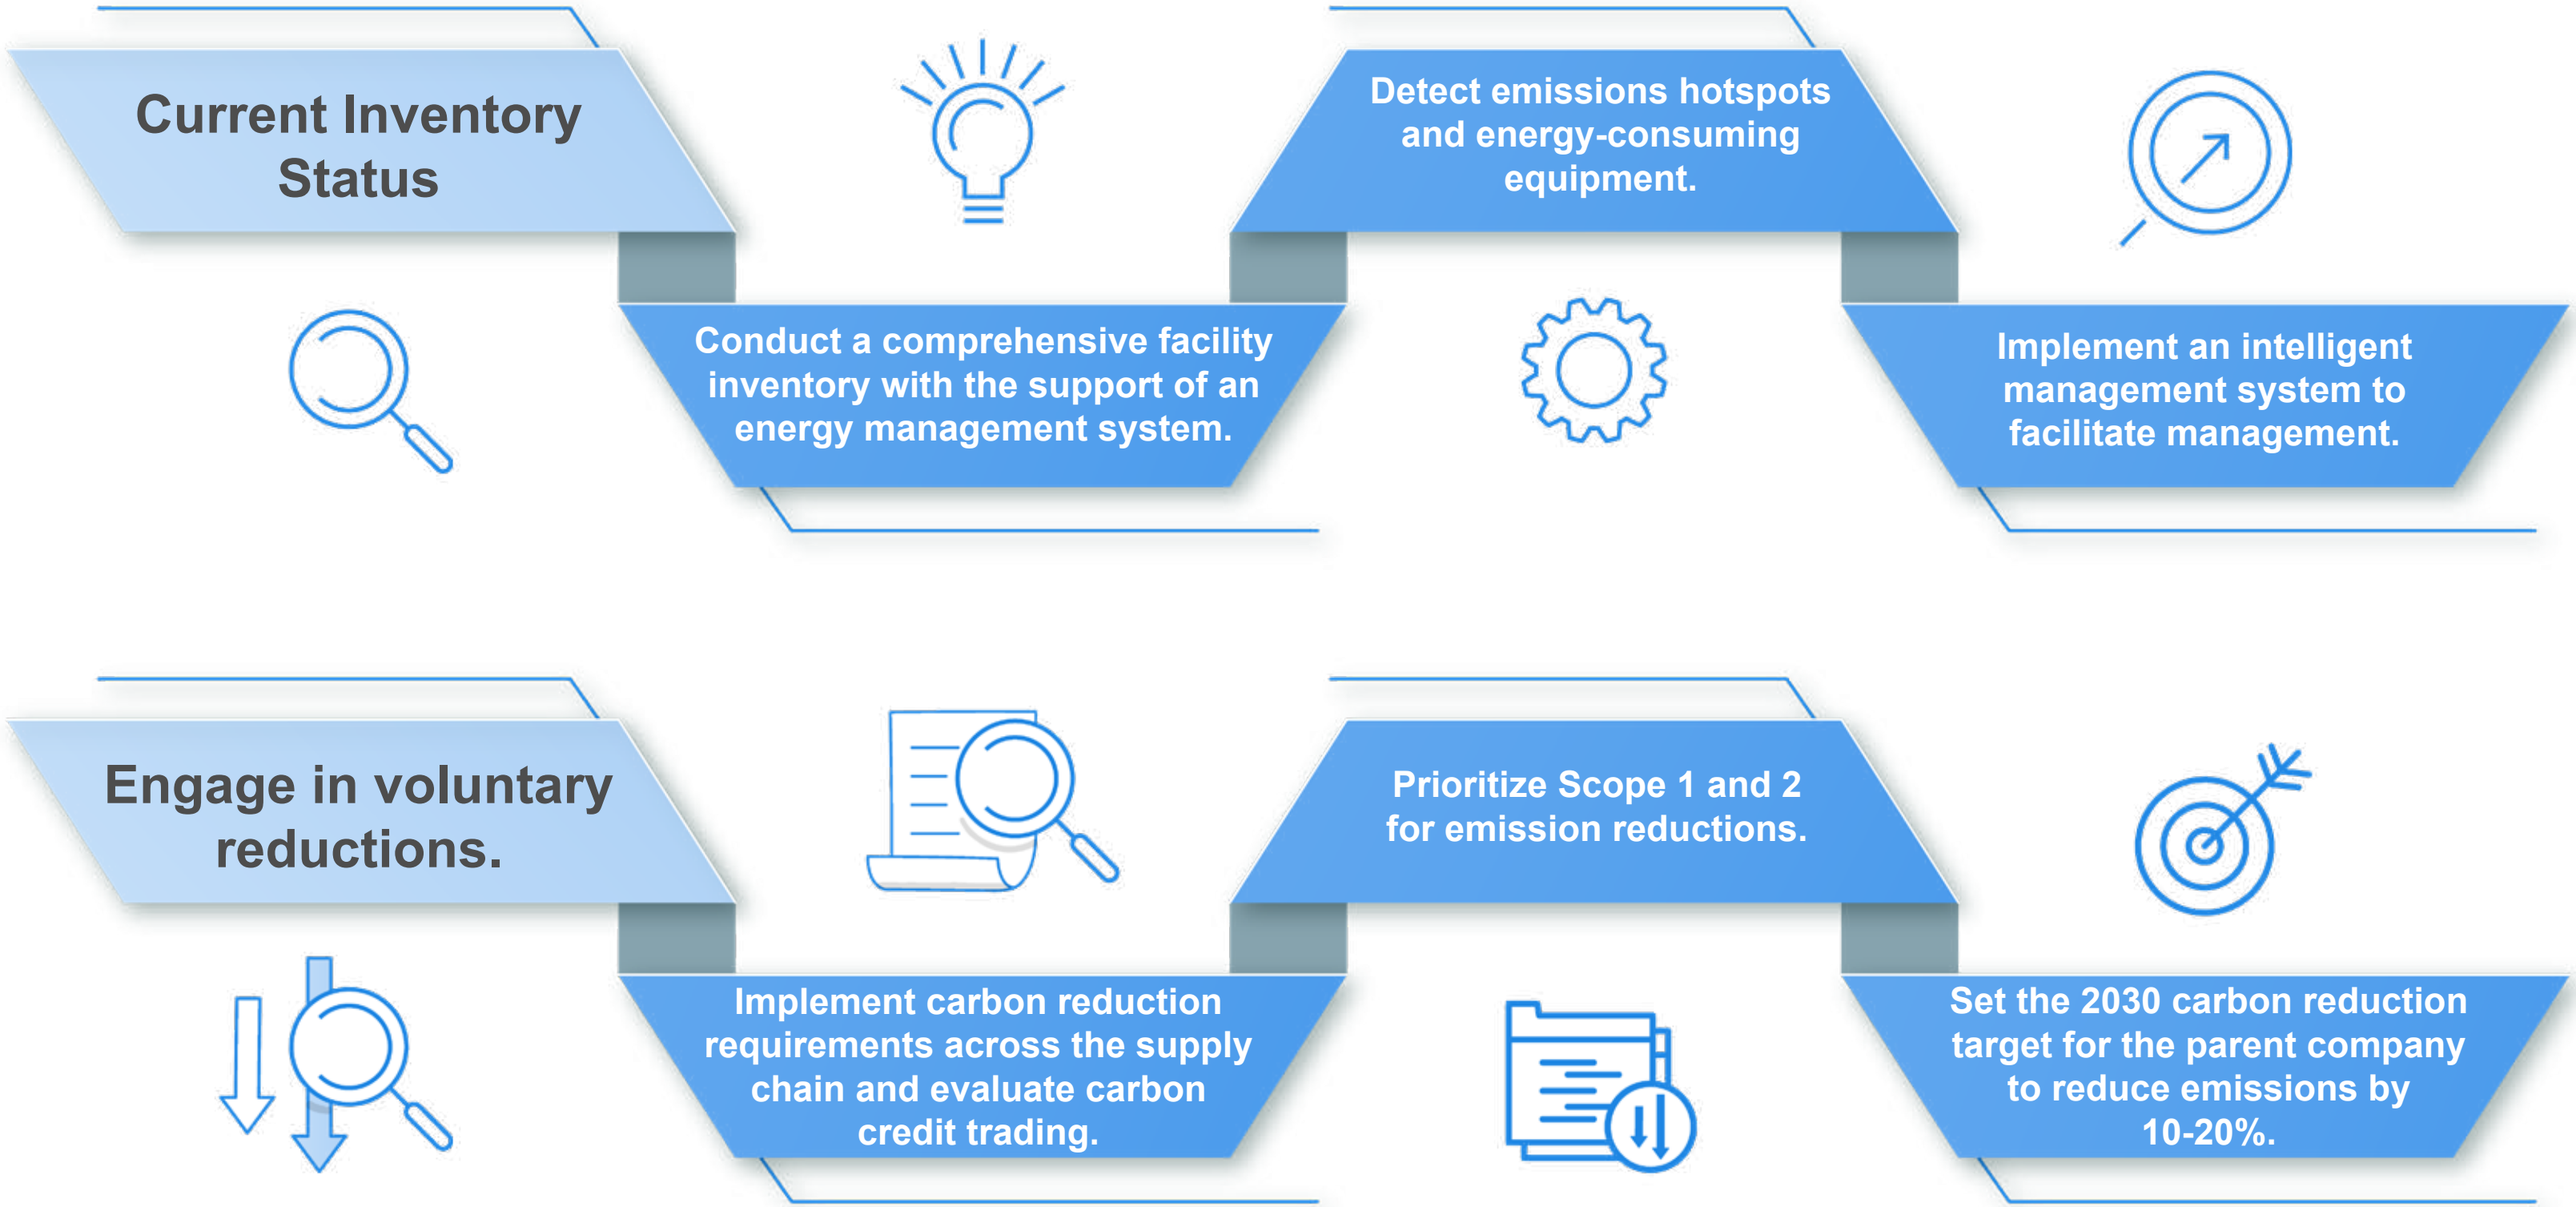 Current Inventory
Status
Conduct a comprehensive facility
inventory with the support of an
energy management system.
Detect emissions hotspots
and energy-consuming
equipment.
Implement an intelligent
management system to
facilitate management.
Engage in voluntary
reductions.
Implement carbon reduction
requirements across the supply
chain and evaluate carbon
credit trading.
Prioritize Scope 1 and 2
for emission reductions.
Set the 2030 carbon reduction
target for the parent company
to reduce emissions by
10-20%.